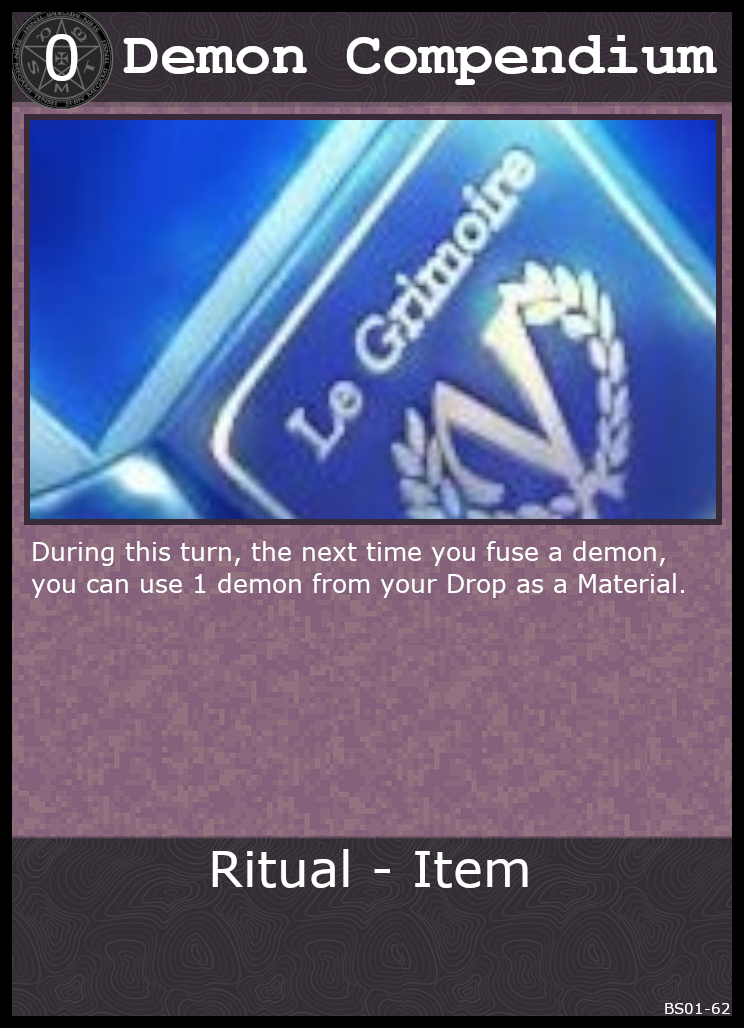 0 Demon Compendium
Le Grimoire
V
During this turn, the next time you fuse a demon,
you can use 1 demon from your Drop as a Material.
Ritual - Item
BS01-62